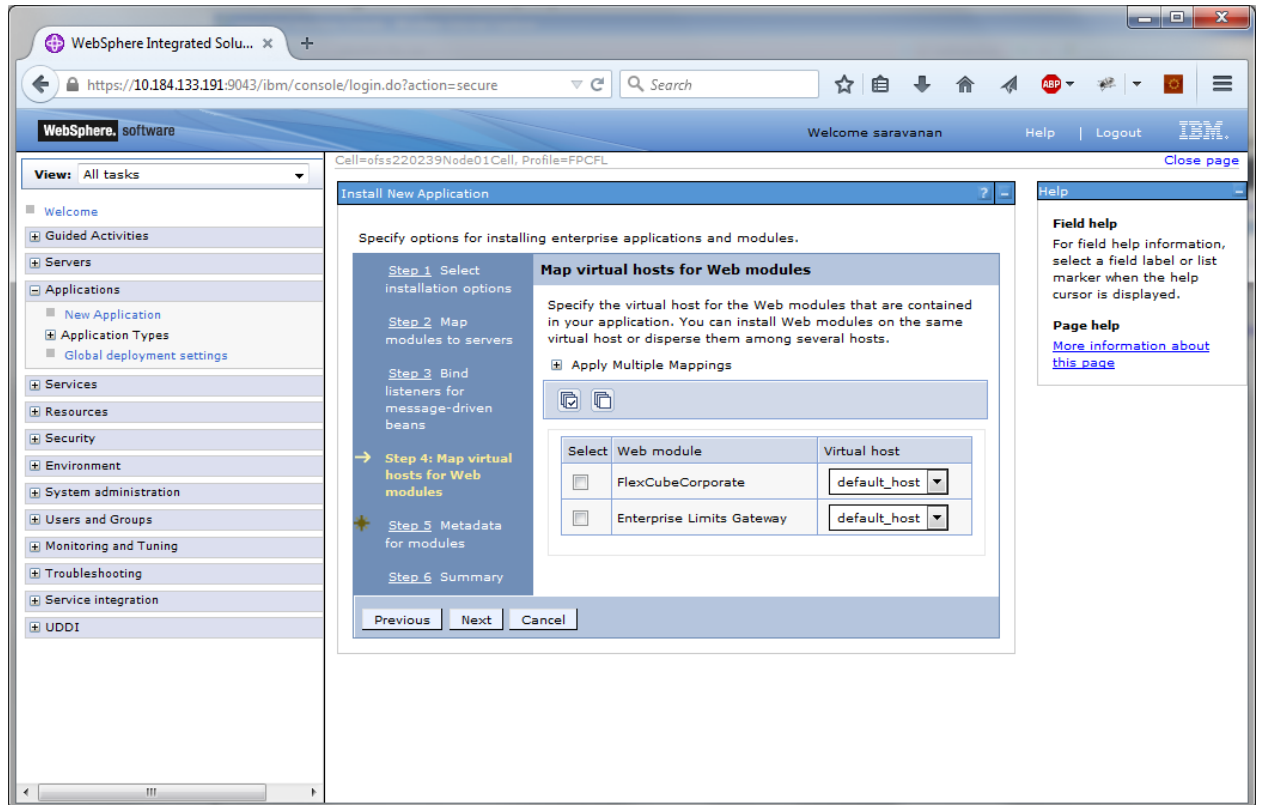 WebSphere Integrated Solu... × +
https://10.184.133.191:9043/ibm/console/login.do?action=secure
Search
ABP
WebSphere. software
Welcome saravanan
Help | Logout
IBM.
View: All tasks
Welcome
Guided Activities
Servers
Applications
New Application
Application Types
Global deployment settings
Services
Resources
Security
Environment
System administration
Users and Groups
Monitoring and Tuning
Troubleshooting
Service integration
UDDI
Cell=ofss220239Node01Cell, Profile=FPCFL
Close page
Install New Application
? -
Specify options for installing enterprise applications and modules.
Step 1 Select
installation options
Step 2 Map
modules to servers
Step 3 Bind
listeners for
message-driven
beans
Step 4: Map virtual
hosts for Web
modules
Step 5 Metadata
for modules
Step 6 Summary
Map virtual hosts for Web modules
Specify the virtual host for the Web modules that are contained
in your application. You can install Web modules on the same
virtual host or disperse them among several hosts.
Apply Multiple Mappings
Select Web module Virtual host
FlexCubeCorporate default_host
Enterprise Limits Gateway default_host
Previous Next Cancel
Help
Field help
For field help information,
select a field label or list
marker when the help
cursor is displayed.
Page help
More information about
this page